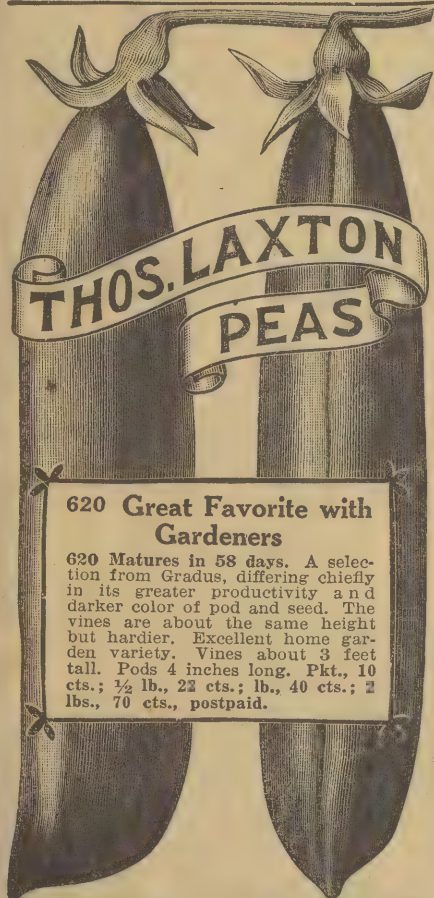 THOS. LAXTON
PEAS
620 Great Favorite with
Gardeners
620 Matures in 58 days. A selec-
tion from Gradus, differing chiefly
in its greater productivity and
darker color of pod and seed. The
vines are about the same height
but hardier. Excellent home gar-
den variety. Vines about 3 feet
tall. Pods 4 inches long. Pkt., 10
cts.; ½ lb., 22 cts.; lb., 40 cts.; 2
lbs., 70 cts., postpaid.